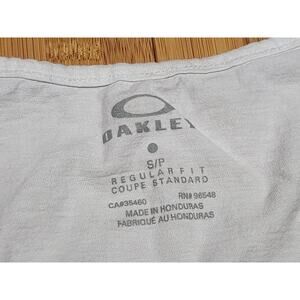 OAKLEY
S/P
REGULAR FIT
COUPE STANDARD
CA#35460 RN# 96548
MADE IN HONDURAS
FABRIQUÉ AU HONDURAS